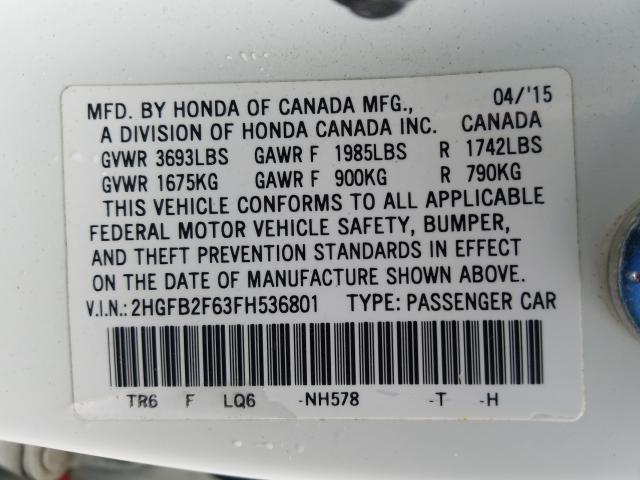 MFD. BY HONDA OF CANADA MFG., 04/'15
A DIVISION OF HONDA CANADA INC. CANADA
GVWR 3693LBS GAWR F 1985LBS R 1742LBS
GVWR 1675KG GAWR F 900KG R 790KG
THIS VEHICLE CONFORMS TO ALL APPLICABLE
FEDERAL MOTOR VEHICLE SAFETY, BUMPER,
AND THEFT PREVENTION STANDARDS IN EFFECT
ON THE DATE OF MANUFACTURE SHOWN ABOVE.
V.I.N.: 2HGFB2F63FH536801 TYPE: PASSENGER CAR
TR6 F LQ6 -NH578 -T -H